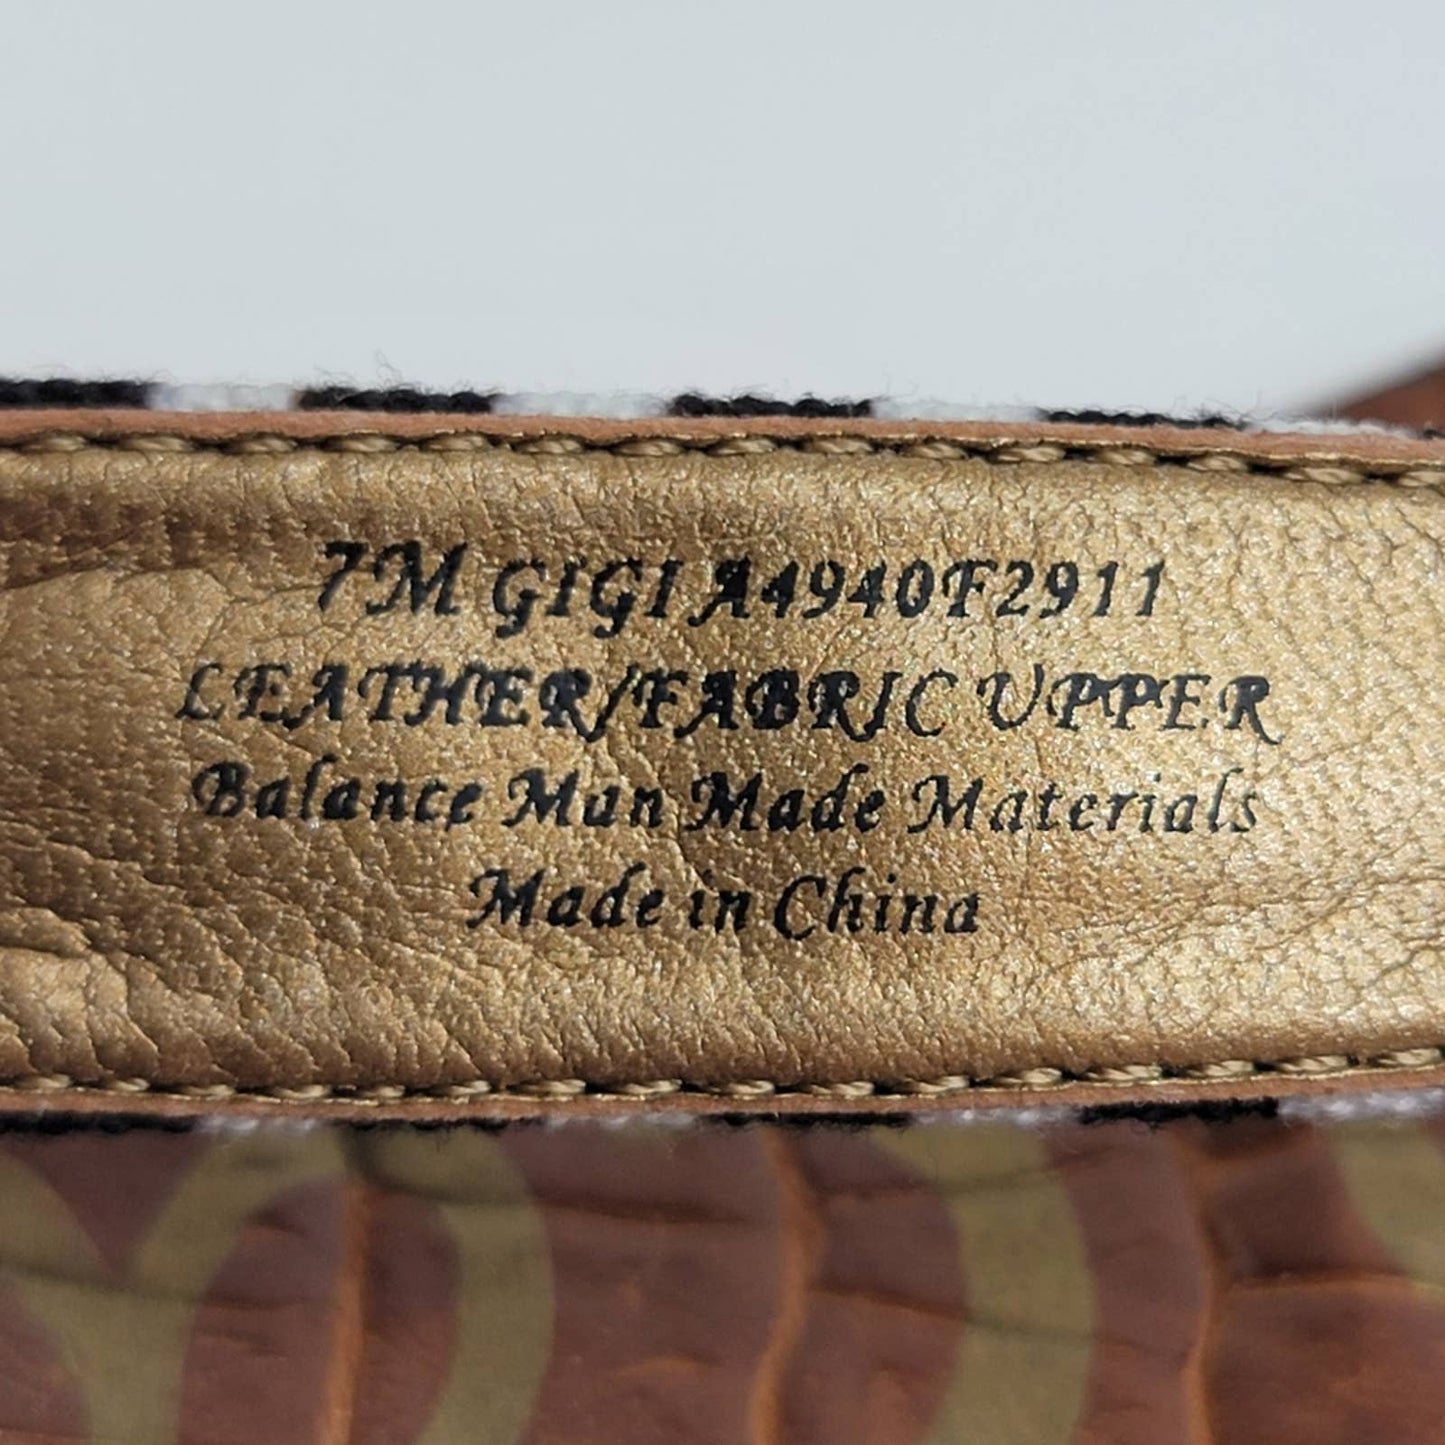 7M GIGI A4940F2911
LEATHER/FABRIC UPPER
Balance Man Made Materials
Made in China